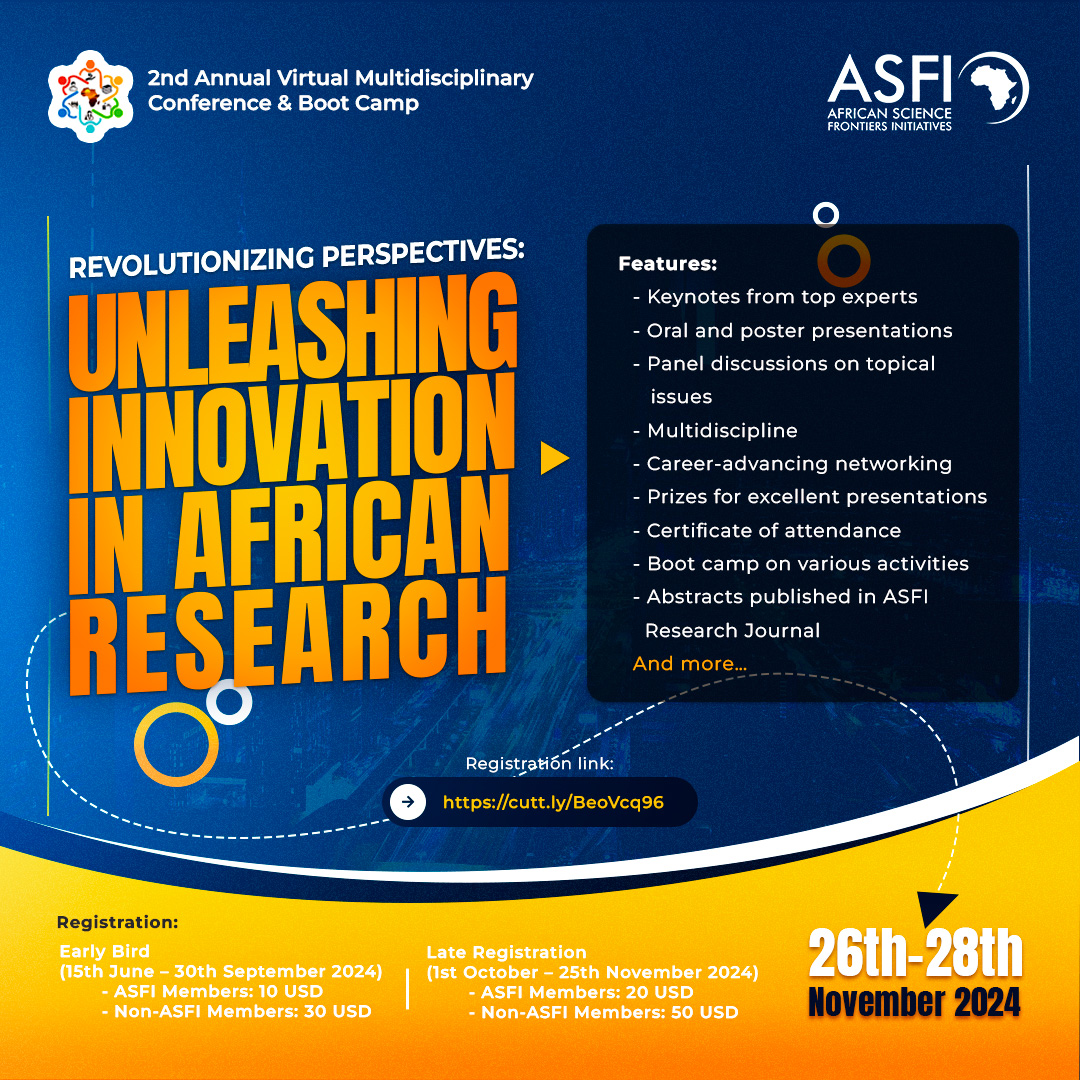 2nd Annual Virtual Multidisciplinary
Conference & Boot Camp
ASFI
AFRICAN SCIENCE
FRONTIERS INITIATIVES
REVOLUTIONIZING PERSPECTIVES:
UNLEASHING
INNOVATION
IN AFRICAN
RESEARCH
Features:
- Keynotes from top experts
- Oral and poster presentations
- Panel discussions on topical
issues
- Multidiscipline
- Career-advancing networking
- Prizes for excellent presentations
- Certificate of attendance
- Boot camp on various activities
- Abstracts published in ASFI
Research Journal
And more...
Registration link:
https://cutt.ly/BeoVcq96
Registration:
Early Bird
(15th June – 30th September 2024)
- ASFI Members: 10 USD
- Non-ASFI Members: 30 USD
Late Registration
(1st October – 25th November 2024)
- ASFI Members: 20 USD
- Non-ASFI Members: 50 USD
26th-28th
November 2024